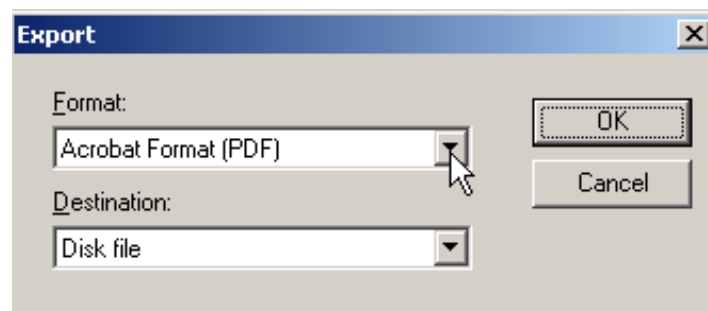 Export
Format:
Acrobat Format (PDF)
OK
Cancel
Destination:
Disk file